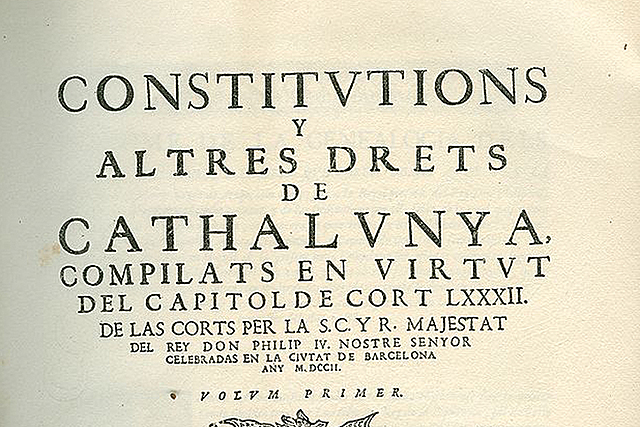 CONSTITVTIONS
Y
ALTRES DRETS
DE
CATHALVNYA,
COMPILATS EN VIRTVT
DEL CAPITOL DE CORT LXXXII.
DE LAS CORTS PER LA S.C.Y R. MAJESTAT
DEL REY DON PHILIP IV. NOSTRE SENYOR
CELEBRADAS EN LA CIVTAT DE BARCELONA
ANY M.DCCII.
VOLVM PRIMER.